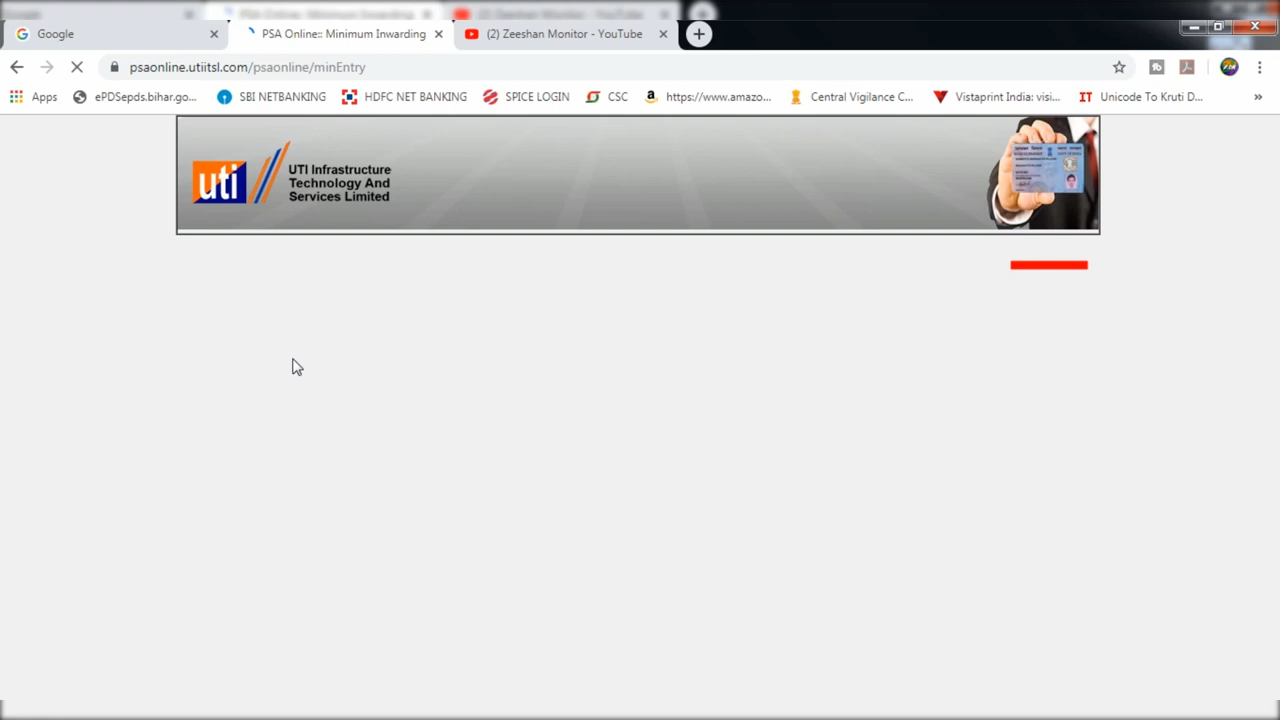 Google
PSA Online:: Minimum Inwarding
(2) Zeeshan Monitor - YouTube
psaonline.utiitsl.com/psaonline/minEntry
Apps
ePDSepds.bihar.go...
SBI NETBANKING
HDFC NET BANKING
SPICE LOGIN
CSC
https://www.amazo...
Central Vigilance C...
Vistaprint India: visi...
IT
Unicode To Kruti D...
»
uti
UTI Infrastructure
Technology And
Services Limited